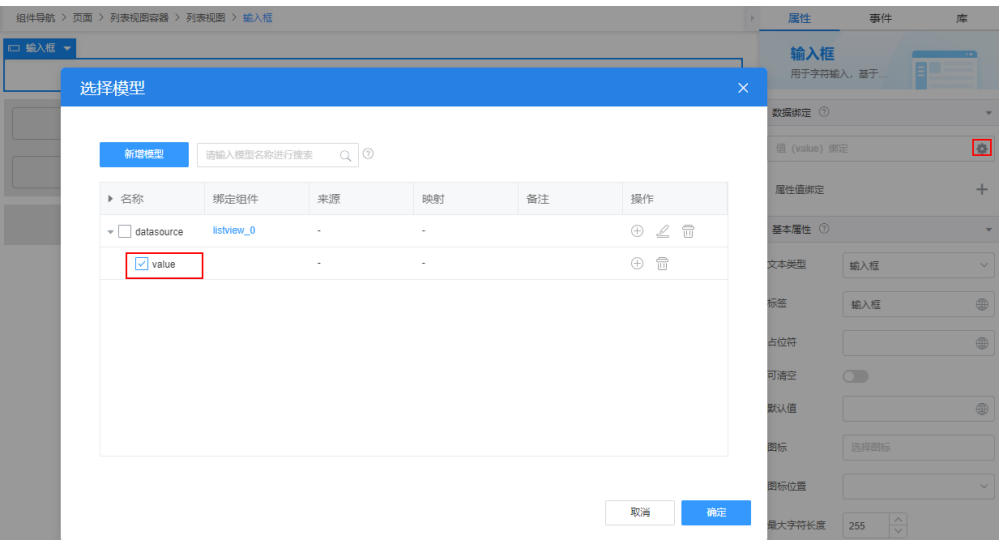 组件导航 > 页面 > 列表视图容器 > 列表视图 > 输入框
属性 事件 库
输入框
输入框
用于字符输入，基于...
选择模型
数据绑定
新增模型 请输入模型名称进行搜索
值（value）绑定
名称 绑定组件 来源 映射 备注 操作
属性值绑定
datasource listview_0 - -
基本属性
value - -
文本类型 输入框
标签 输入框
占位符
可清空
默认值
图标 选择图标
图标位置
取消 确定
最大字符长度 255